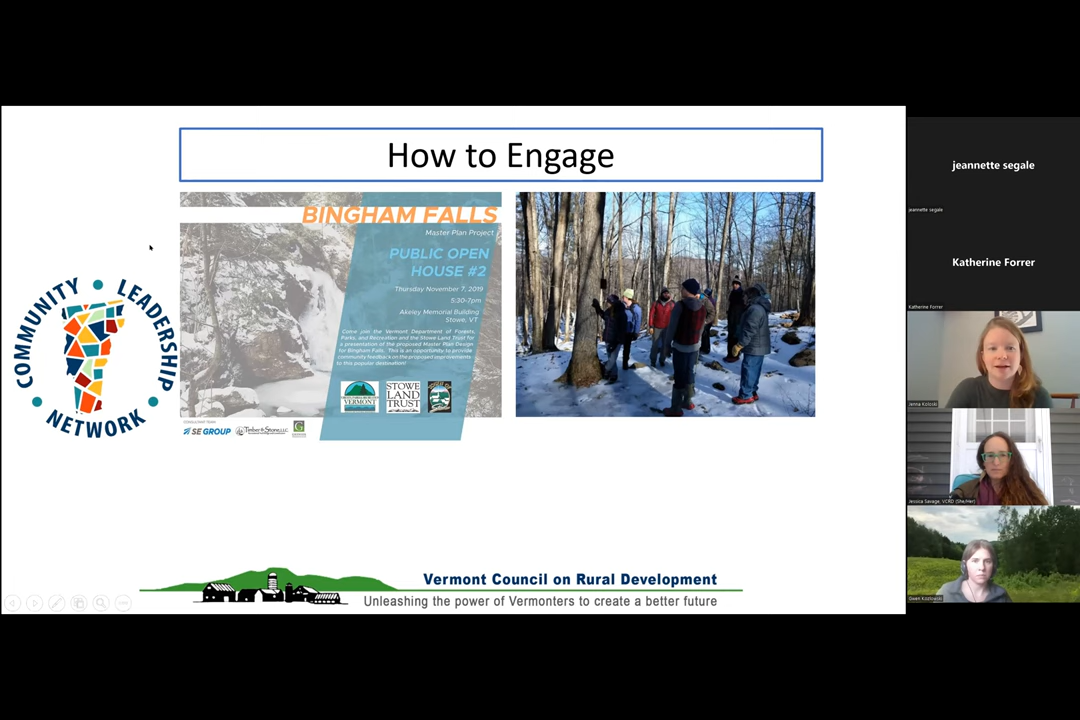 How to Engage
BINGHAM FALLS
Master Plan Project
PUBLIC OPEN
HOUSE #2
Thursday November 7, 2019
5:30-7pm
Akeley Memorial Building
Stowe, VT
Come join the Vermont Department of Forests,
Parks, and Recreation and the Stowe Land Trust for
a presentation of the proposed Master Plan Design
for Bingham Falls. This is an opportunity to provide
community feedback on the proposed improvements
to this popular destination!
VERMONT
STOWE
LAND
TRUST
CONSULTANT TEAM
SE GROUP
Timber & Stone, LLC
COMMUNITY LEADERSHIP
NETWORK
Vermont Council on Rural Development
Unleashing the power of Vermonters to create a better future
jeannette segale
jeannette segale
Katherine Forrer
Katherine Forrer
Jenna Koloski
Jessica Savage, VCRD (She/Her)
Gwen Kozlowski